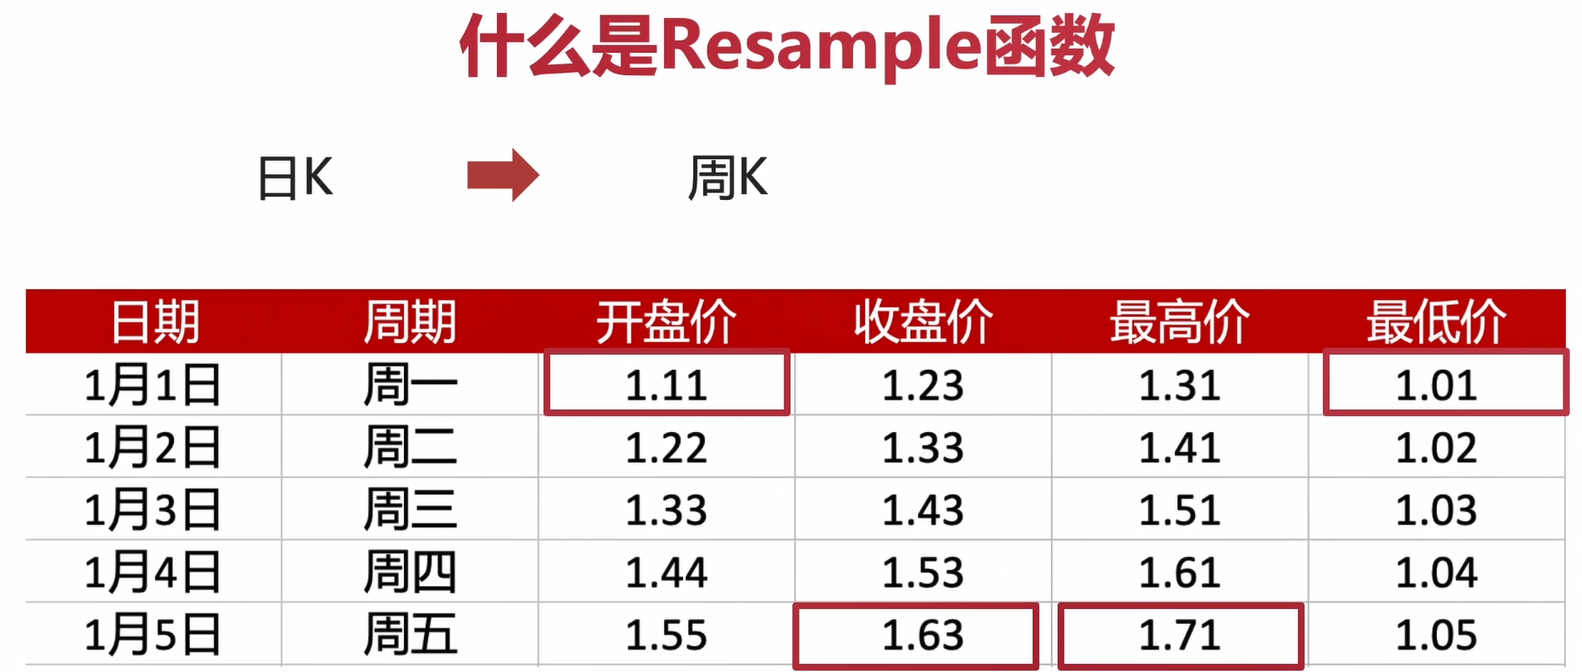 什么是Resample函数
日K 周K
日期 周期 开盘价 收盘价 最高价 最低价
1月1日 周一 1.11 1.23 1.31 1.01
1月2日 周二 1.22 1.33 1.41 1.02
1月3日 周三 1.33 1.43 1.51 1.03
1月4日 周四 1.44 1.53 1.61 1.04
1月5日 周五 1.55 1.63 1.71 1.05